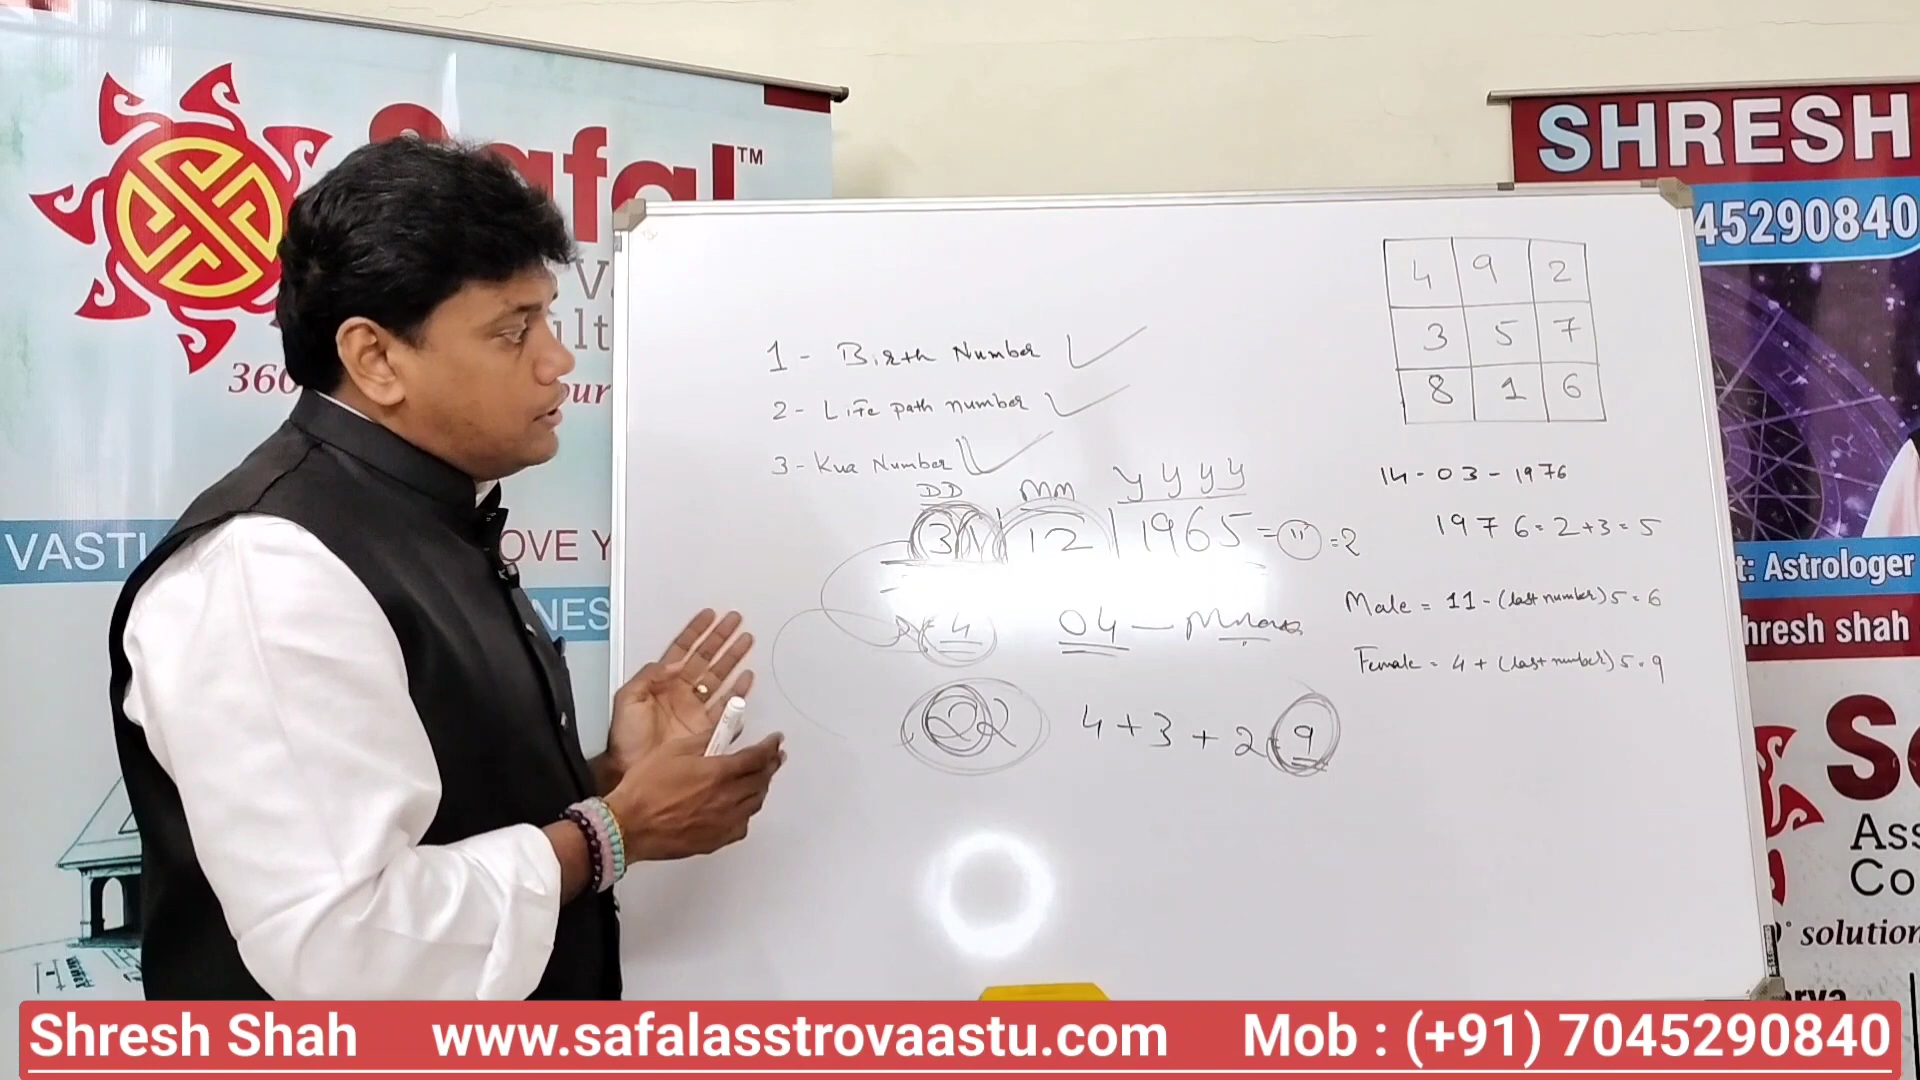 Safal™
360
VASTU
NES
SHRESH
45290840
t: Astrologer
hresh shah
S
Ass
Co
° solution
1 - Birth Number
2 - Life path number
3 - Kua Number
DD MM YYYY
31 | 12 | 1965 = 11 = 2
4 04 —
22 4 + 3 + 2 = 9
4 9 2
3 5 7
8 1 6
14 - 03 - 1976
1976 = 2+3 = 5
Male = 11 - (last number) 5 = 6
Female = 4 + (last number) 5 = 9
Shresh Shah www.safalasstrovaastu.com Mob : (+91) 7045290840